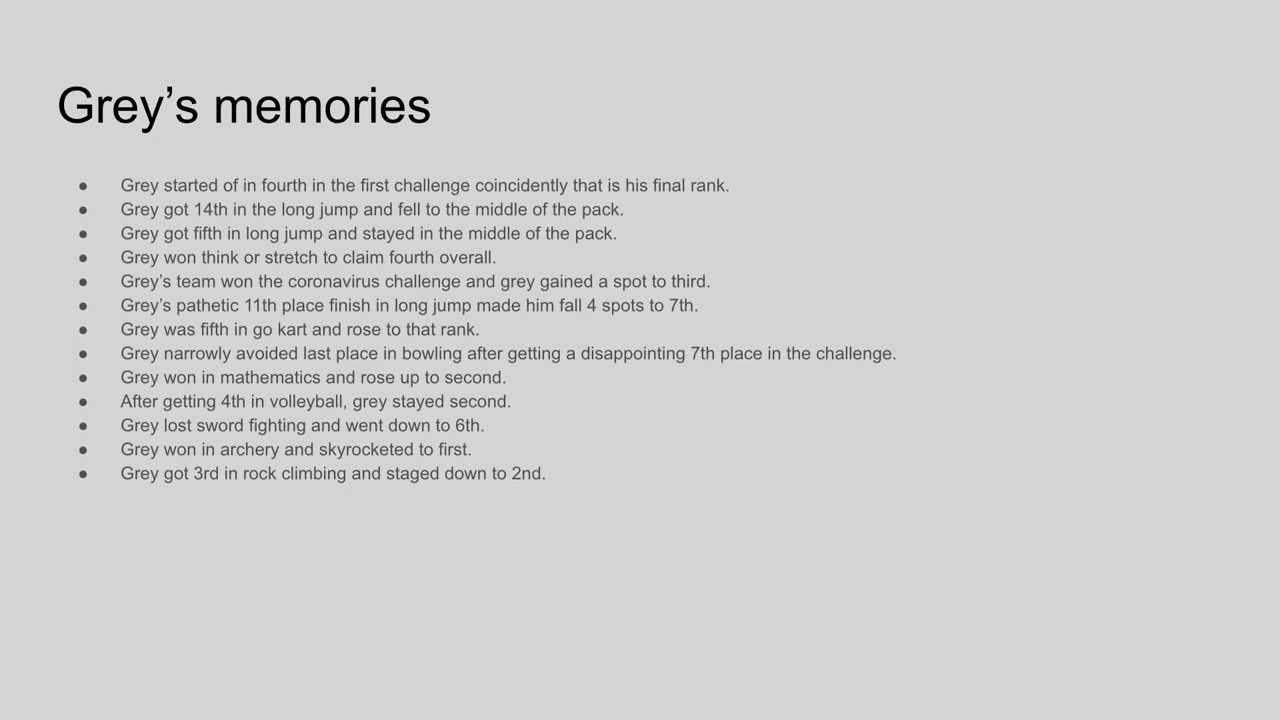 Grey’s memories
● Grey started of in fourth in the first challenge coincidently that is his final rank.
● Grey got 14th in the long jump and fell to the middle of the pack.
● Grey got fifth in long jump and stayed in the middle of the pack.
● Grey won think or stretch to claim fourth overall.
● Grey’s team won the coronavirus challenge and grey gained a spot to third.
● Grey’s pathetic 11th place finish in long jump made him fall 4 spots to 7th.
● Grey was fifth in go kart and rose to that rank.
● Grey narrowly avoided last place in bowling after getting a disappointing 7th place in the challenge.
● Grey won in mathematics and rose up to second.
● After getting 4th in volleyball, grey stayed second.
● Grey lost sword fighting and went down to 6th.
● Grey won in archery and skyrocketed to first.
● Grey got 3rd in rock climbing and staged down to 2nd.